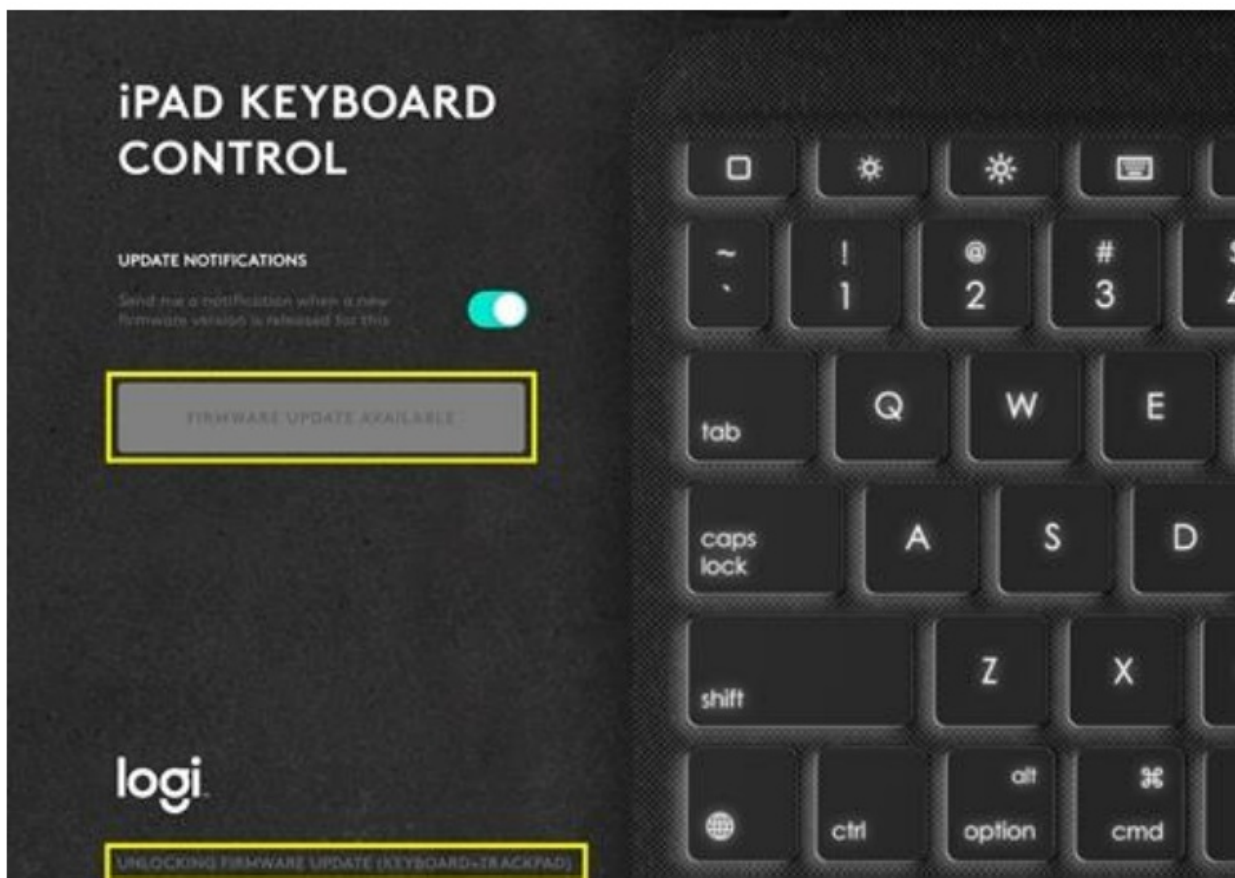 iPAD KEYBOARD
CONTROL
UPDATE NOTIFICATIONS
Send me a notification when a new
firmware version is released for this
FIRMWARE UPDATE AVAILABLE
logi
UNLOCKING FIRMWARE UPDATE (KEYBOARD+TRACKPAD)
~ ! @ # $
` 1 2 3 4
tab Q W E
caps
lock A S D
shift Z X
alt ⌘
ctrl option cmd